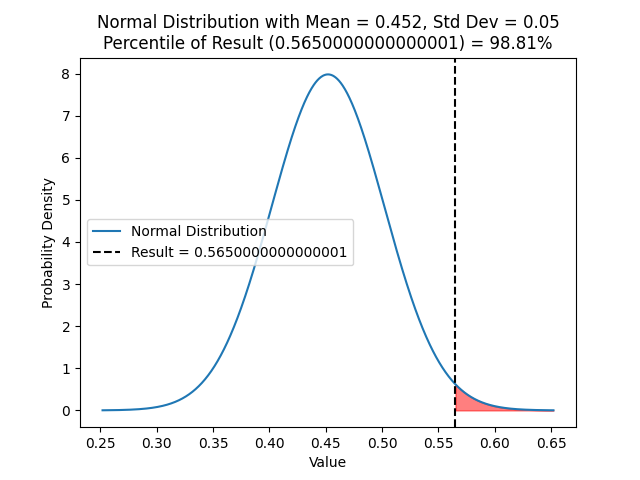 Normal Distribution with Mean = 0.452, Std Dev = 0.05
Percentile of Result (0.5650000000000001) = 98.81%
8
7
6
5
4
3
2
1
0
Probability Density
Normal Distribution
Result = 0.5650000000000001
0.25 0.30 0.35 0.40 0.45 0.50 0.55 0.60 0.65
Value